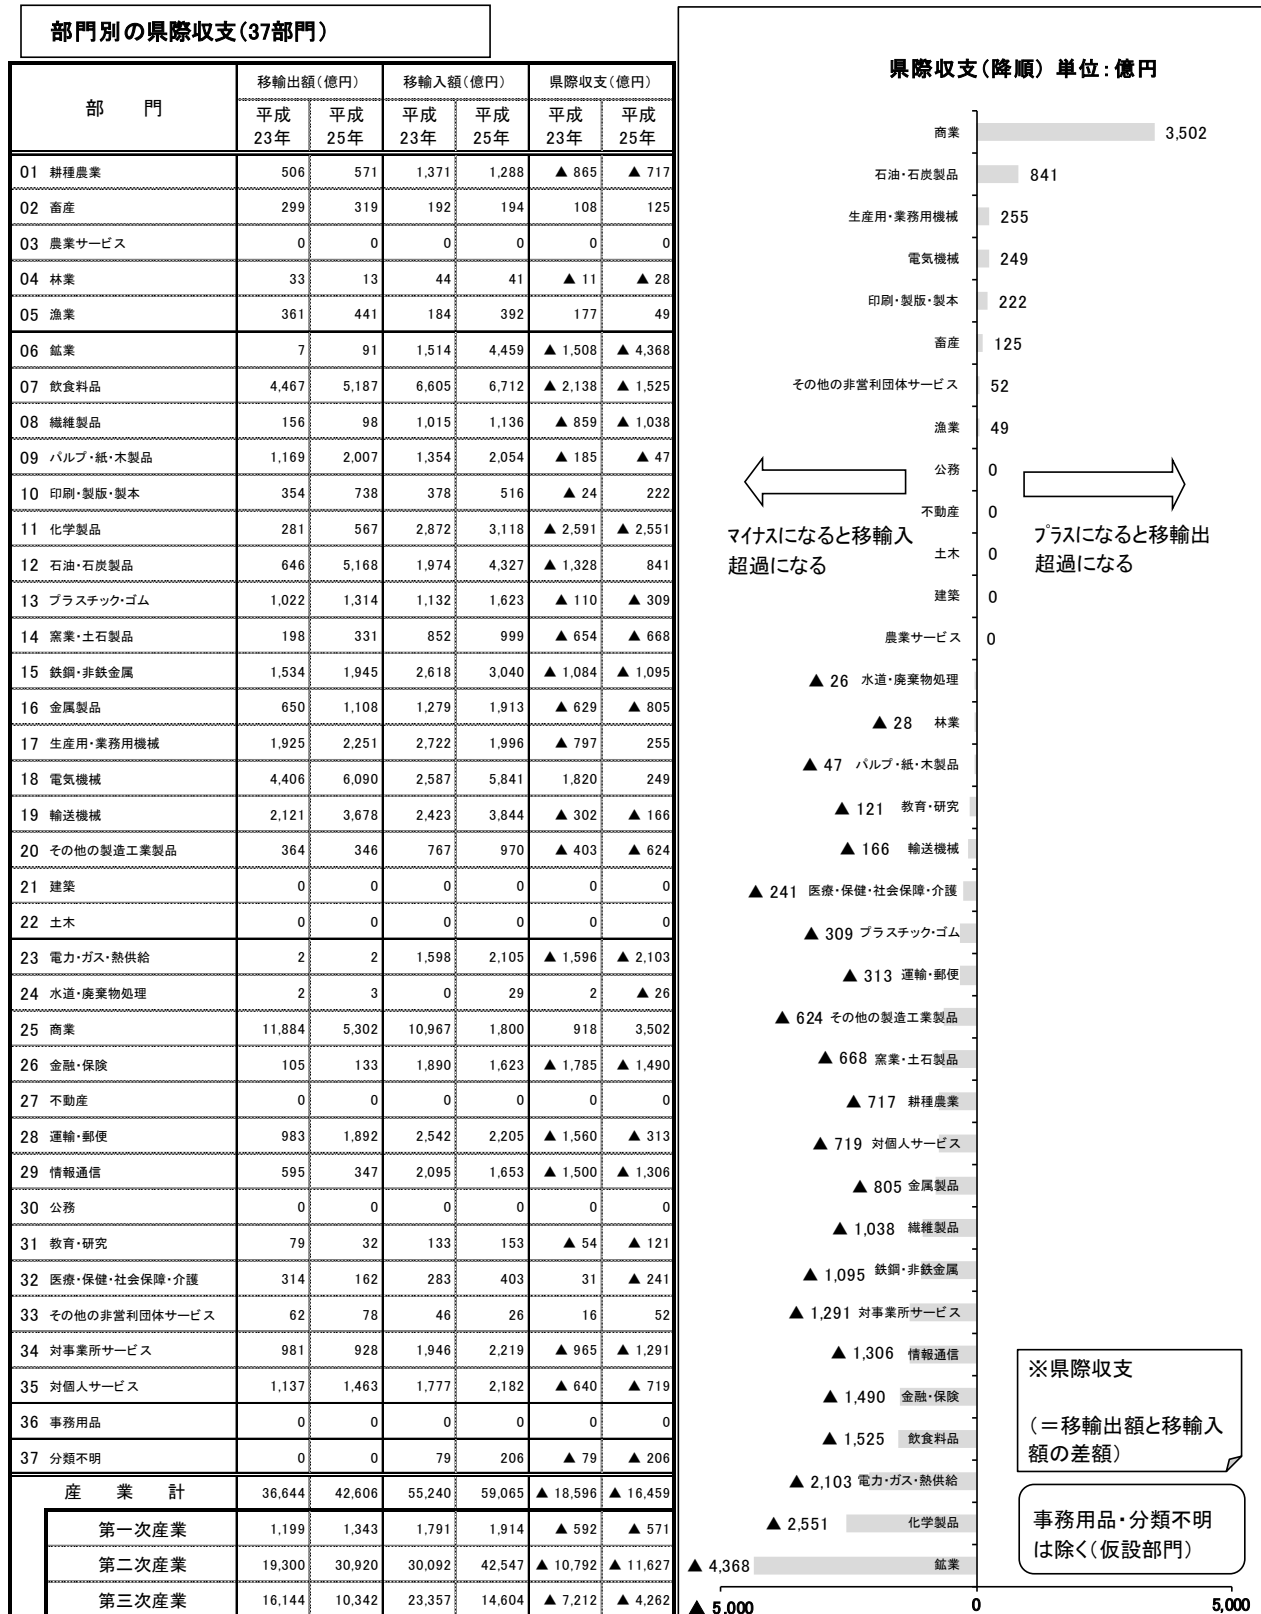 部門別の県際収支(37部門)
部　門 移輸出額(億円) 移輸入額(億円) 県際収支(億円)
平成23年 平成25年 平成23年 平成25年 平成23年 平成25年
01 耕種農業 506 571 1,371 1,288 ▲ 865 ▲ 717
02 畜産 299 319 192 194 108 125
03 農業サービス 0 0 0 0 0 0
04 林業 33 13 44 41 ▲ 11 ▲ 28
05 漁業 361 441 184 392 177 49
06 鉱業 7 91 1,514 4,459 ▲ 1,508 ▲ 4,368
07 飲食料品 4,467 5,187 6,605 6,712 ▲ 2,138 ▲ 1,525
08 繊維製品 156 98 1,015 1,136 ▲ 859 ▲ 1,038
09 パルプ・紙・木製品 1,169 2,007 1,354 2,054 ▲ 185 ▲ 47
10 印刷・製版・製本 354 738 378 516 ▲ 24 222
11 化学製品 281 567 2,872 3,118 ▲ 2,591 ▲ 2,551
12 石油・石炭製品 646 5,168 1,974 4,327 ▲ 1,328 841
13 プラスチック・ゴム 1,022 1,314 1,132 1,623 ▲ 110 ▲ 309
14 窯業・土石製品 198 331 852 999 ▲ 654 ▲ 668
15 鉄鋼・非鉄金属 1,534 1,945 2,618 3,040 ▲ 1,084 ▲ 1,095
16 金属製品 650 1,108 1,279 1,913 ▲ 629 ▲ 805
17 生産用・業務用機械 1,925 2,251 2,722 1,996 ▲ 797 255
18 電気機械 4,406 6,090 2,587 5,841 1,820 249
19 輸送機械 2,121 3,678 2,423 3,844 ▲ 302 ▲ 166
20 その他の製造工業製品 364 346 767 970 ▲ 403 ▲ 624
21 建築 0 0 0 0 0 0
22 土木 0 0 0 0 0 0
23 電力・ガス・熱供給 2 2 1,598 2,105 ▲ 1,596 ▲ 2,103
24 水道・廃棄物処理 2 3 0 29 2 ▲ 26
25 商業 11,884 5,302 10,967 1,800 918 3,502
26 金融・保険 105 133 1,890 1,623 ▲ 1,785 ▲ 1,490
27 不動産 0 0 0 0 0 0
28 運輸・郵便 983 1,892 2,542 2,205 ▲ 1,560 ▲ 313
29 情報通信 595 347 2,095 1,653 ▲ 1,500 ▲ 1,306
30 公務 0 0 0 0 0 0
31 教育・研究 79 32 133 153 ▲ 54 ▲ 121
32 医療・保健・社会保障・介護 314 162 283 403 31 ▲ 241
33 その他の非営利団体サービス 62 78 46 26 16 52
34 対事業所サービス 981 928 1,946 2,219 ▲ 965 ▲ 1,291
35 対個人サービス 1,137 1,463 1,777 2,182 ▲ 640 ▲ 719
36 事務用品 0 0 0 0 0 0
37 分類不明 0 0 79 206 ▲ 79 ▲ 206
産　業　計 36,644 42,606 55,240 59,065 ▲ 18,596 ▲ 16,459
第一次産業 1,199 1,343 1,791 1,914 ▲ 592 ▲ 571
第二次産業 19,300 30,920 30,092 42,547 ▲ 10,792 ▲ 11,627
第三次産業 16,144 10,342 23,357 14,604 ▲ 7,212 ▲ 4,262
県際収支(降順) 単位:億円
商業 3,502
石油・石炭製品 841
生産用・業務用機械 255
電気機械 249
印刷・製版・製本 222
畜産 125
その他の非営利団体サービス 52
漁業 49
公務 0
不動産 0
土木 0
建築 0
農業サービス 0
マイナスになると移輸入
超過になる
プラスになると移輸出
超過になる
▲ 26 水道・廃棄物処理
▲ 28 林業
▲ 47 パルプ・紙・木製品
▲ 121 教育・研究
▲ 166 輸送機械
▲ 241 医療・保健・社会保障・介護
▲ 309 プラスチック・ゴム
▲ 313 運輸・郵便
▲ 624 その他の製造工業製品
▲ 668 窯業・土石製品
▲ 717 耕種農業
▲ 719 対個人サービス
▲ 805 金属製品
▲ 1,038 繊維製品
▲ 1,095 鉄鋼・非鉄金属
▲ 1,291 対事業所サービス
▲ 1,306 情報通信
▲ 1,490 金融・保険
▲ 1,525 飲食料品
▲ 2,103 電力・ガス・熱供給
▲ 2,551 化学製品
▲ 4,368 鉱業
▲ 5,000 0 5,000
※県際収支
(=移輸出額と移輸入
額の差額)
事務用品・分類不明
は除く(仮設部門)